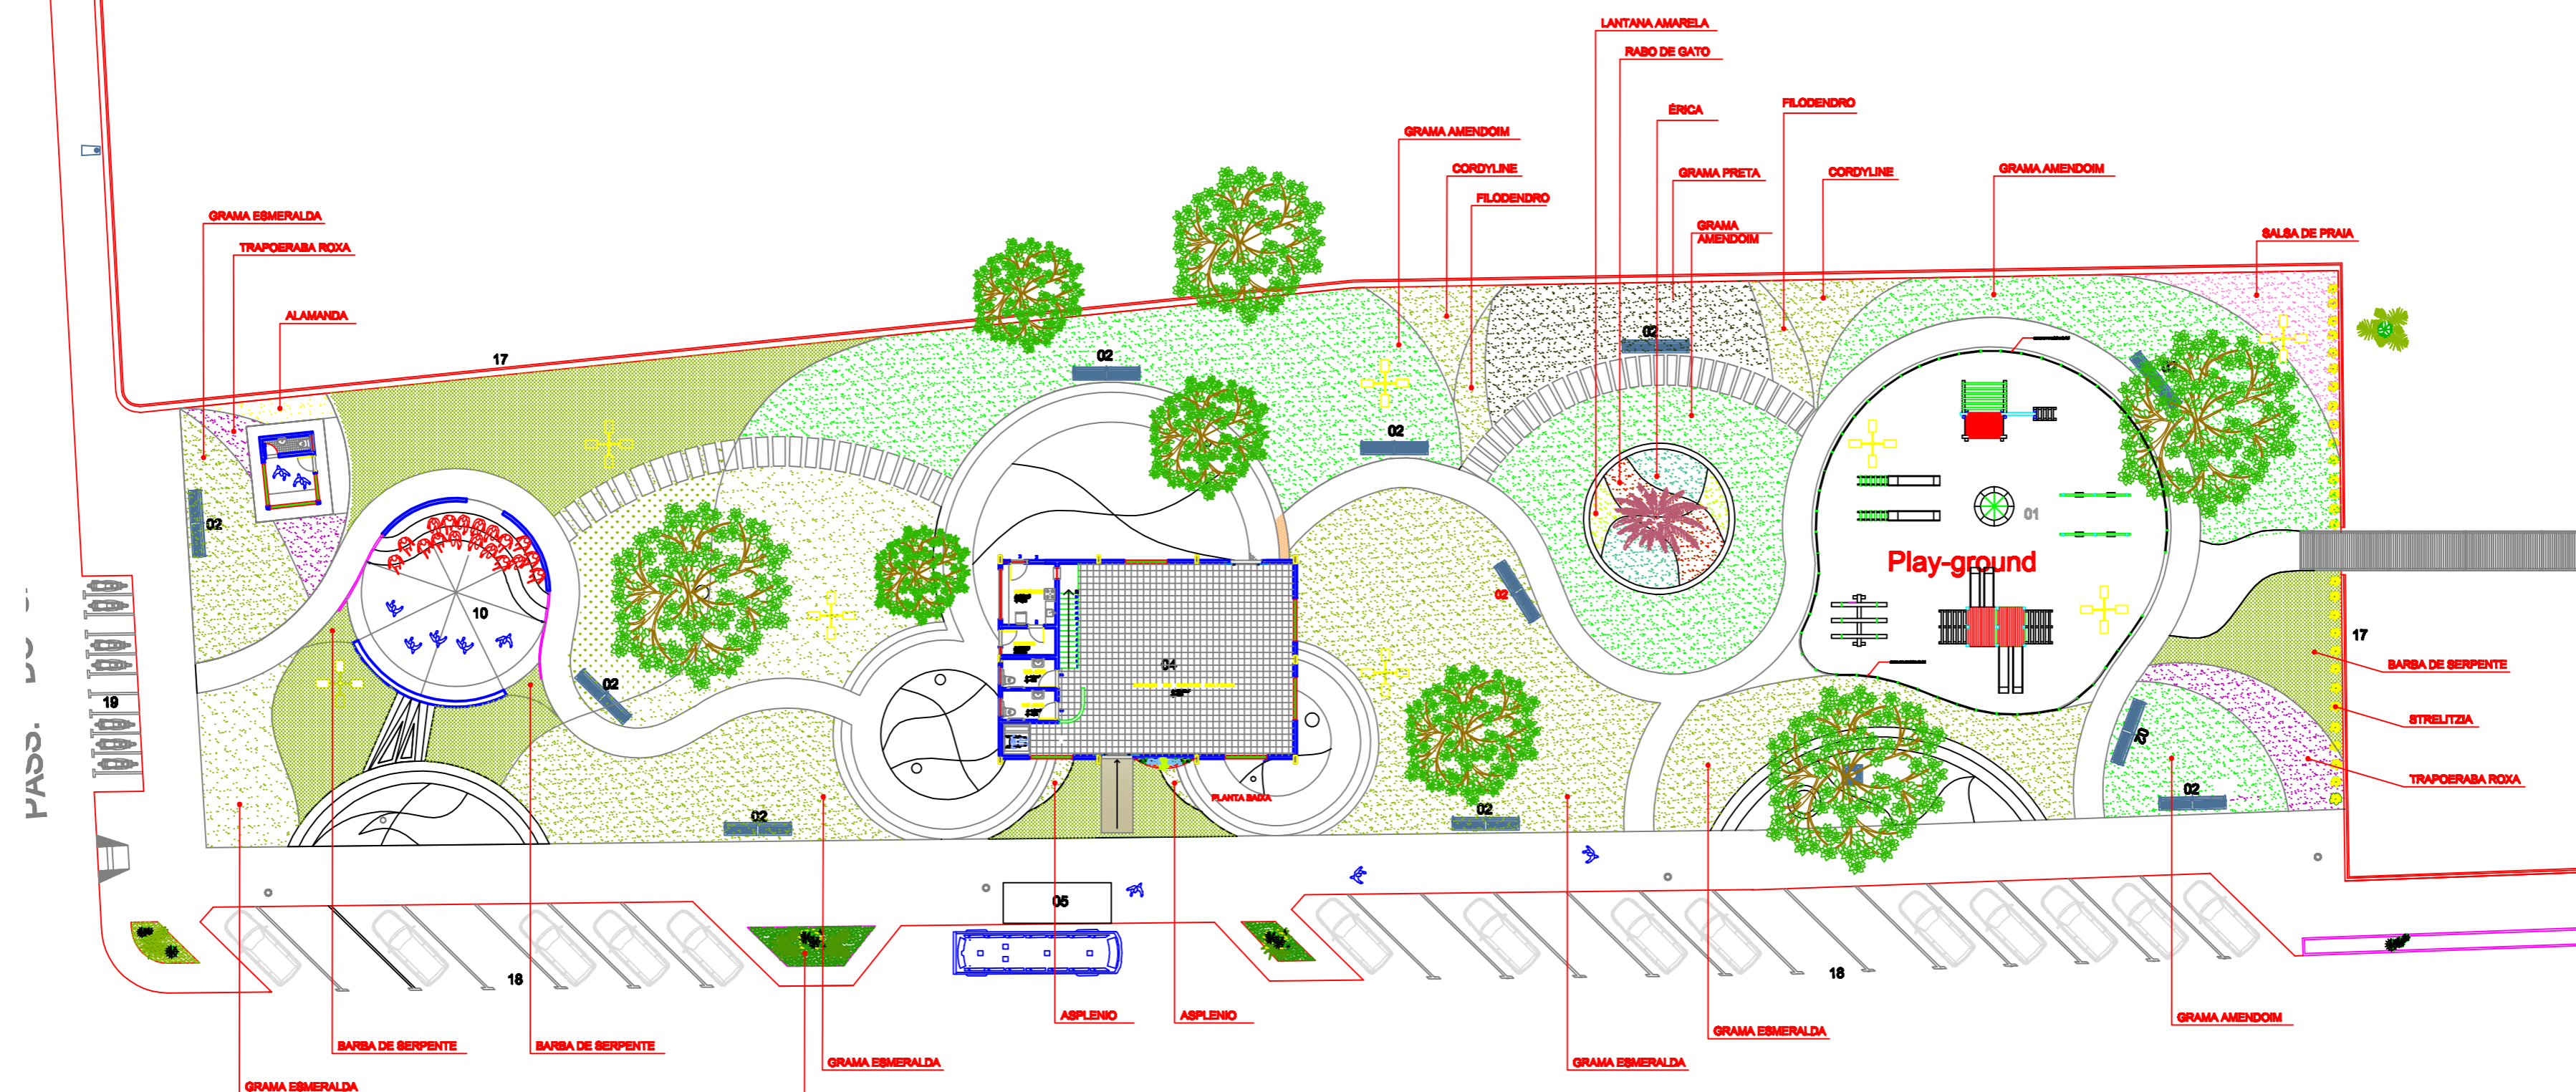 LANTANA AMARELA
RABO DE GATO
ÉRICA
FILODENDRO
GRAMA AMENDOIM
CORDYLINE
GRAMA PRETA
CORDYLINE
GRAMA AMENDOIM
FILODENDRO
GRAMA ESMERALDA
GRAMA
AMENDOIM
SALSA DE PRAIA
TRAPOERABA ROXA
ALAMANDA
17
02
02
02
02
01
Play-ground
02
10
17
04
BARBA DE SERPENTE
02
19
STRELITZIA
02
PASS.
TRAPOERABA ROXA
02
PLANTA BAIXA
02
02
05
18
18
ASPLENIO
ASPLENIO
GRAMA AMENDOIM
GRAMA ESMERALDA
BARBA DE SERPENTE
BARBA DE SERPENTE
GRAMA ESMERALDA
GRAMA ESMERALDA
GRAMA ESMERALDA